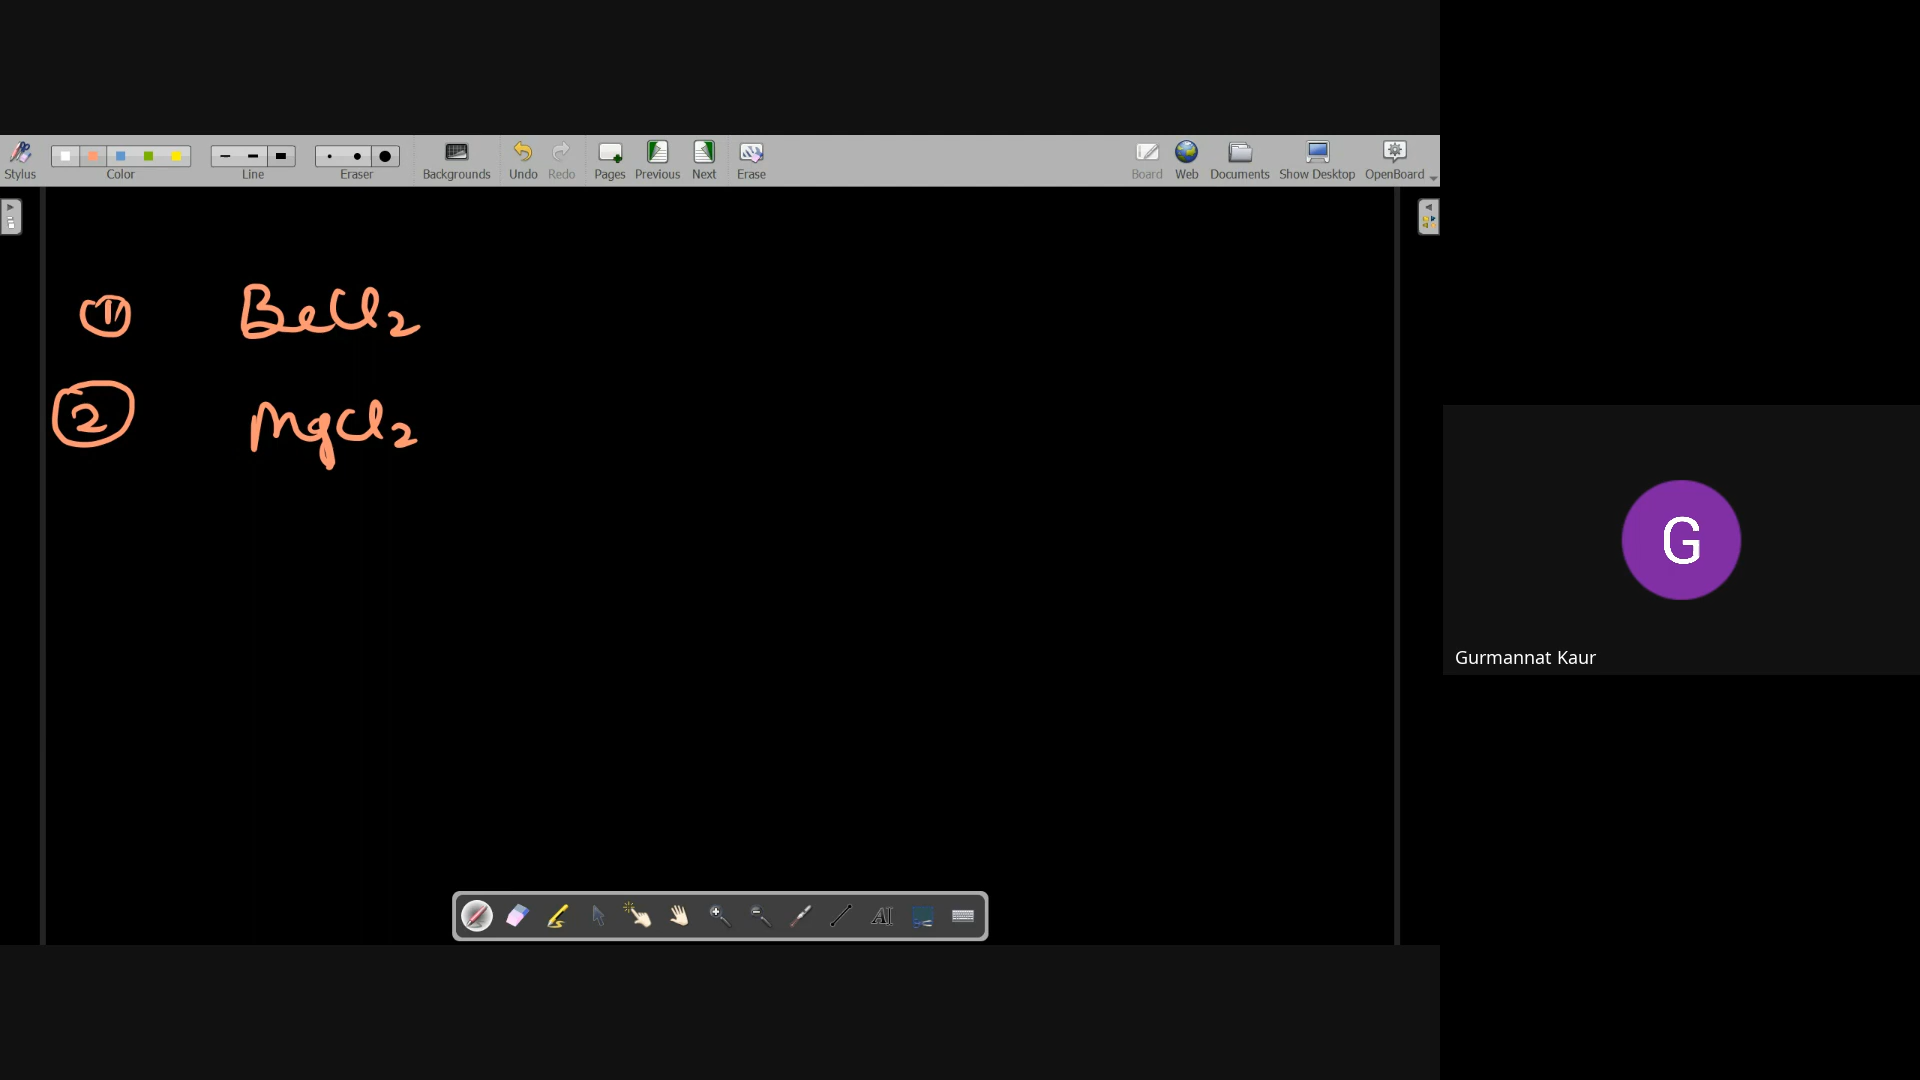 Stylus Color Line Eraser Backgrounds Undo Redo Pages Previous Next Erase Board Web Documents Show Desktop OpenBoard
① BeCl₂
② MgCl₂
G
Gurmannat Kaur
AI